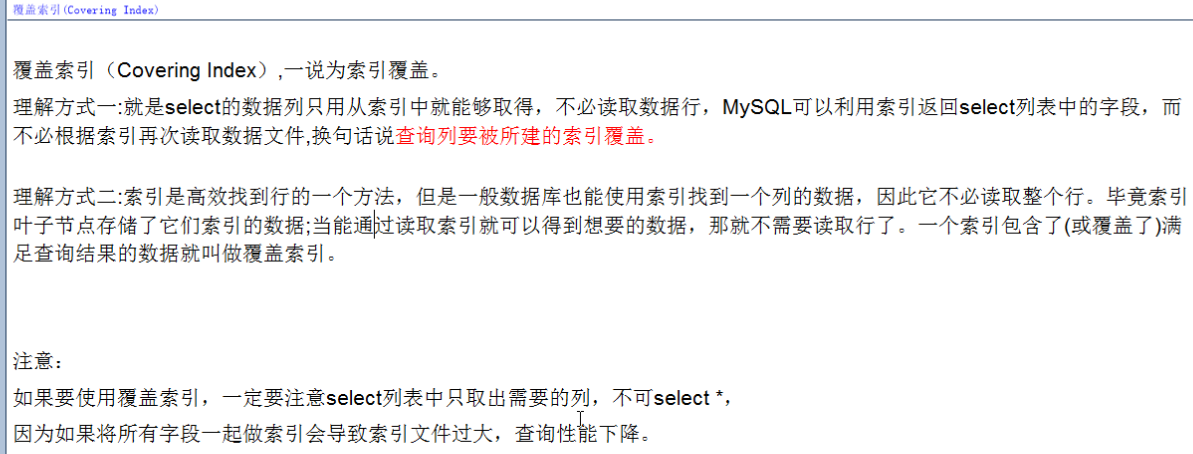 覆盖索引(Covering Index)
覆盖索引（Covering Index）,一说为索引覆盖。
理解方式一:就是select的数据列只用从索引中就能够取得，不必读取数据行，MySQL可以利用索引返回select列表中的字段，而
不必根据索引再次读取数据文件,换句话说查询列要被所建的索引覆盖。
理解方式二:索引是高效找到行的一个方法，但是一般数据库也能使用索引找到一个列的数据，因此它不必读取整个行。毕竟索引
叶子节点存储了它们索引的数据;当能通过读取索引就可以得到想要的数据，那就不需要读取行了。一个索引包含了(或覆盖了)满
足查询结果的数据就叫做覆盖索引。
注意：
如果要使用覆盖索引，一定要注意select列表中只取出需要的列，不可select *，
因为如果将所有字段一起做索引会导致索引文件过大，查询性能下降。